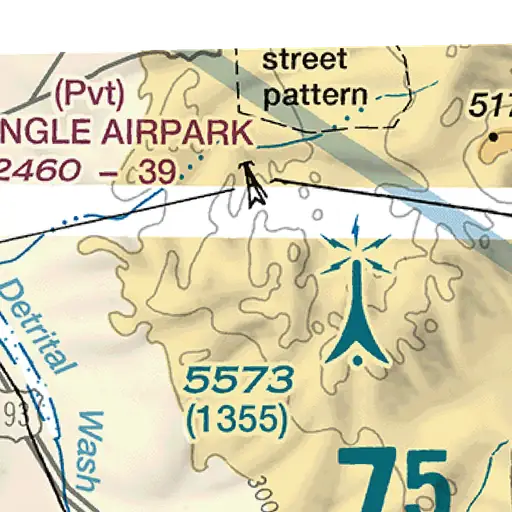 street
pattern
(Pvt)
NGLE AIRPARK
2460 – 39
517
Detrital
Wash
93
5573
(1355)
75
300